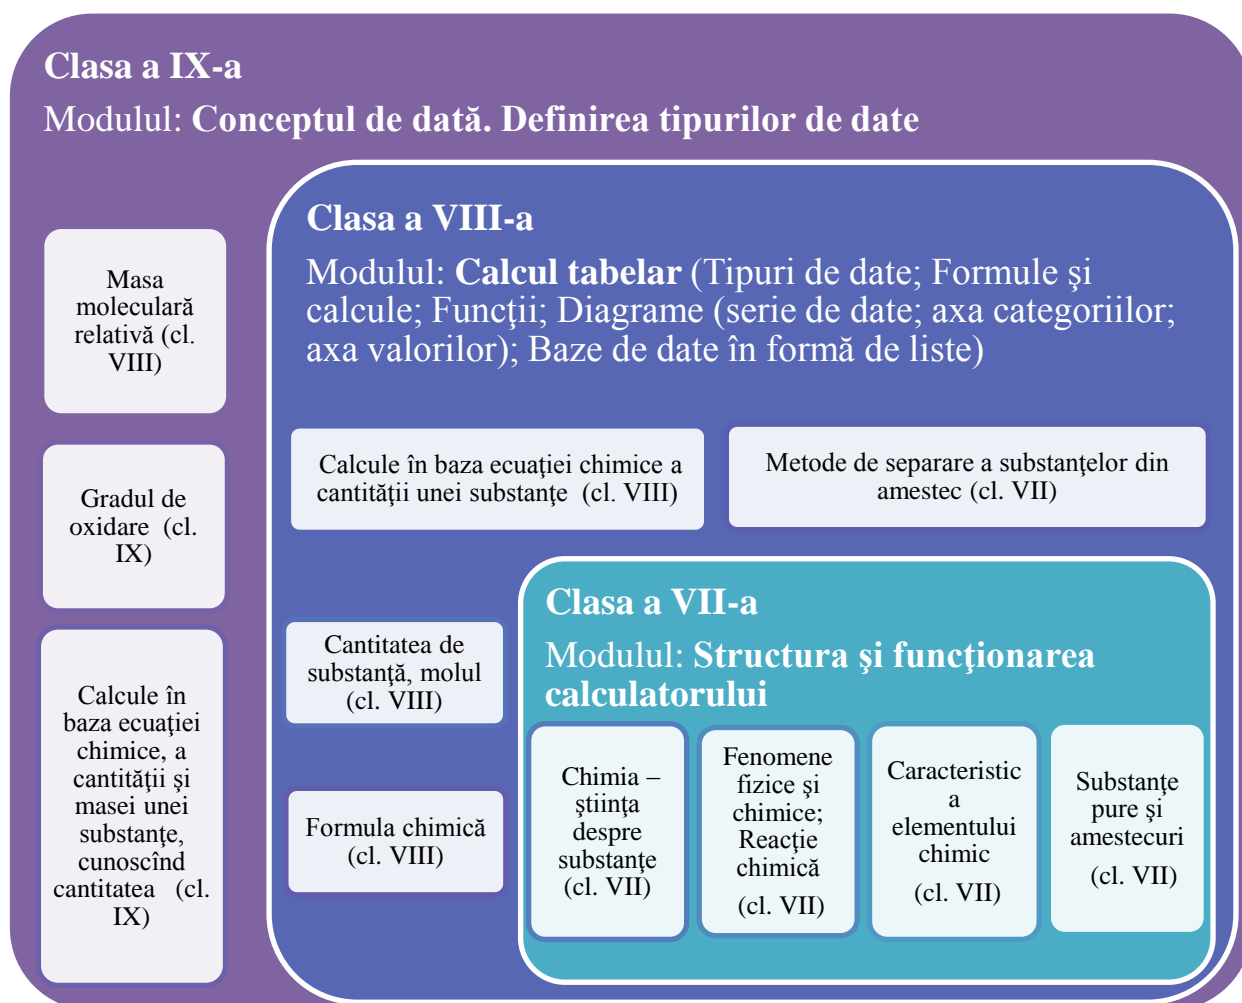 Clasa a IX-a
Modulul: Conceptul de dată. Definirea tipurilor de date
Masa
moleculară
relativă (cl.
VIII)
Gradul de
oxidare (cl.
IX)
Calcule în
baza ecuaţiei
chimice, a
cantităţii şi
masei unei
substanţe,
cunoscînd
cantitatea (cl.
IX)
Clasa a VIII-a
Modulul: Calcul tabelar (Tipuri de date; Formule şi
calcule; Funcţii; Diagrame (serie de date; axa categoriilor;
axa valorilor); Baze de date în formă de liste)
Calcule în baza ecuaţiei chimice a
cantităţii unei substanţe (cl. VIII)
Metode de separare a substanţelor din
amestec (cl. VII)
Cantitatea de
substanţă, molul
(cl. VIII)
Formula chimică
(cl. VIII)
Clasa a VII-a
Modulul: Structura şi funcţionarea
calculatorului
Chimia –
ştiinţa
despre
substanţe
(cl. VII)
Fenomene
fizice şi
chimice;
Reacţie
chimică
(cl. VII)
Caracteristic
a
elementului
chimic
(cl. VII)
Substanţe
pure şi
amestecuri
(cl. VII)